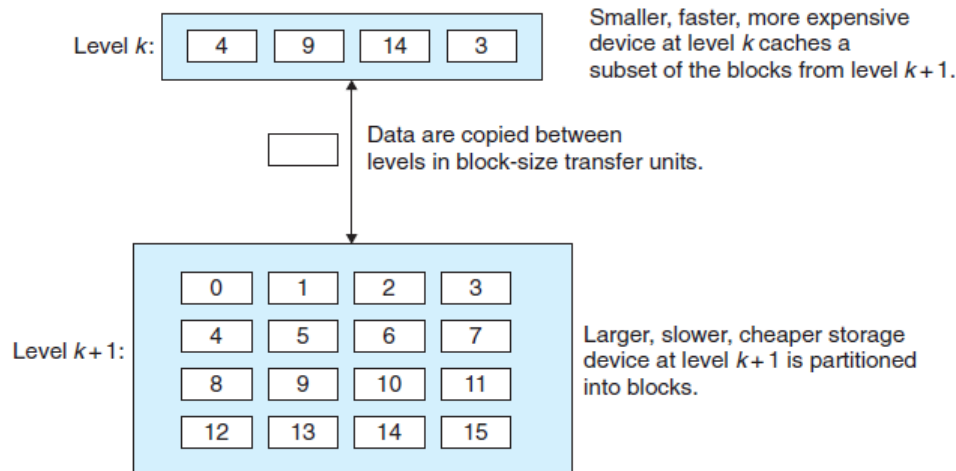 Level k:
4 9 14 3
Smaller, faster, more expensive
device at level k caches a
subset of the blocks from level k+1.
Data are copied between
levels in block-size transfer units.
Level k+1:
0 1 2 3
4 5 6 7
8 9 10 11
12 13 14 15
Larger, slower, cheaper storage
device at level k+1 is partitioned
into blocks.